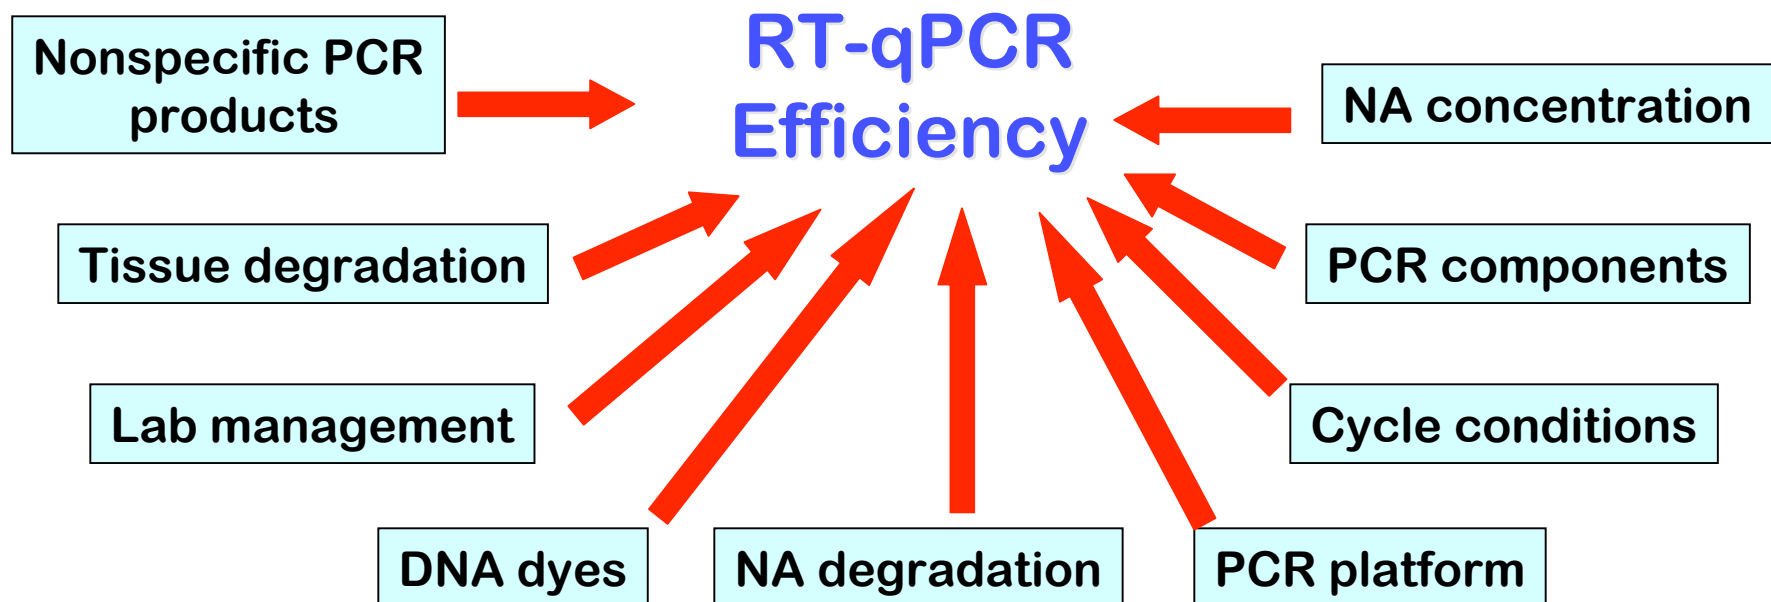 RT-qPCR
Efficiency
Nonspecific PCR
products
NA concentration
Tissue degradation
PCR components
Lab management
Cycle conditions
DNA dyes
NA degradation
PCR platform